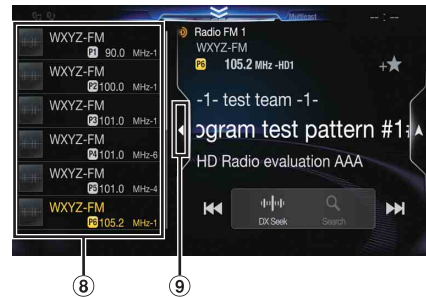 Multicast
-- : --
WXYZ-FM
P1 90.0 MHz-1
WXYZ-FM
P2 100.0 MHz-1
WXYZ-FM
P3 101.0 MHz-1
WXYZ-FM
P4 101.0 MHz-6
WXYZ-FM
P5 101.0 MHz-4
WXYZ-FM
P6 105.2 MHz-1
Radio FM 1
WXYZ-FM
P6 105.2 MHz -HD1
-1- test team -1-
ogram test pattern #1
HD Radio evaluation AAA
DX Seek
Search
8
9